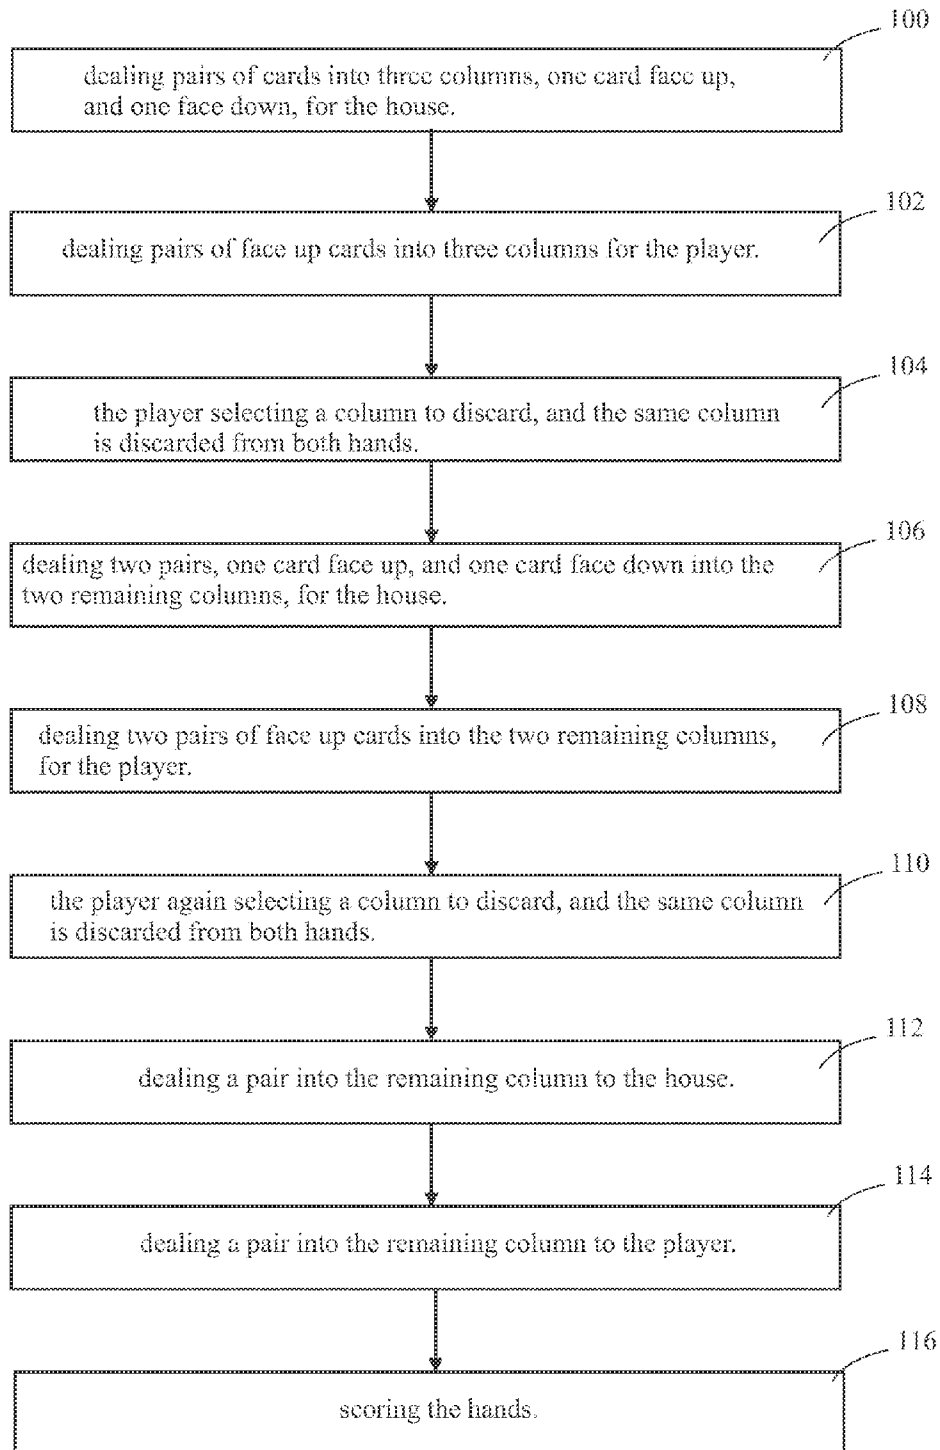 100
dealing pairs of cards into three columns, one card face up,
and one face down, for the house.
102
dealing pairs of face up cards into three columns for the player.
104
the player selecting a column to discard, and the same column
is discarded from both hands.
106
dealing two pairs, one card face up, and one card face down into the
two remaining columns, for the house.
108
dealing two pairs of face up cards into the two remaining columns,
for the player.
110
the player again selecting a column to discard, and the same column
is discarded from both hands.
112
dealing a pair into the remaining column to the house.
114
dealing a pair into the remaining column to the player.
116
scoring the hands.